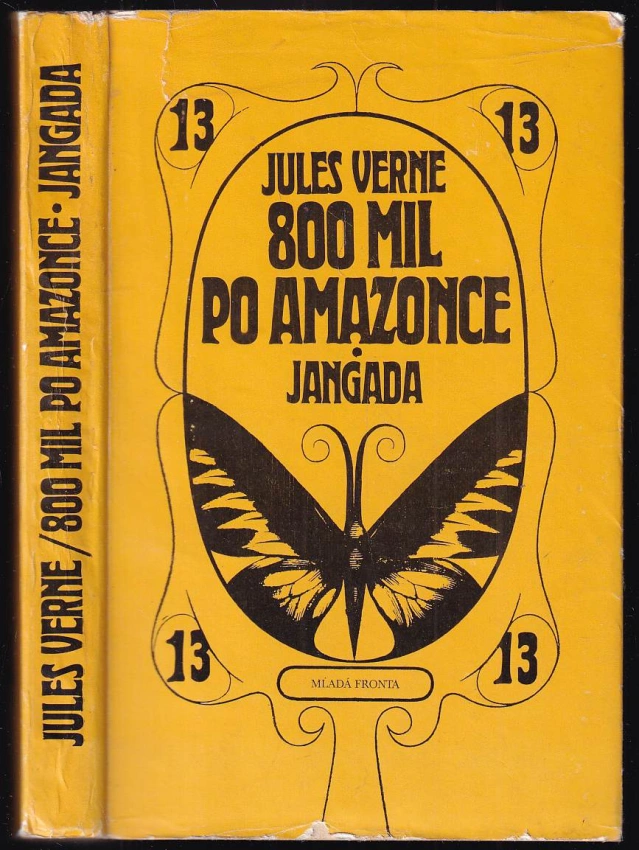 JULES VERNE / 800 MIL PO AMAZONCE · JANGADA
13 13
JULES VERNE
800 MIL
PO AMAZONCE
·
JANGADA
13 13
MLADÁ FRONTA